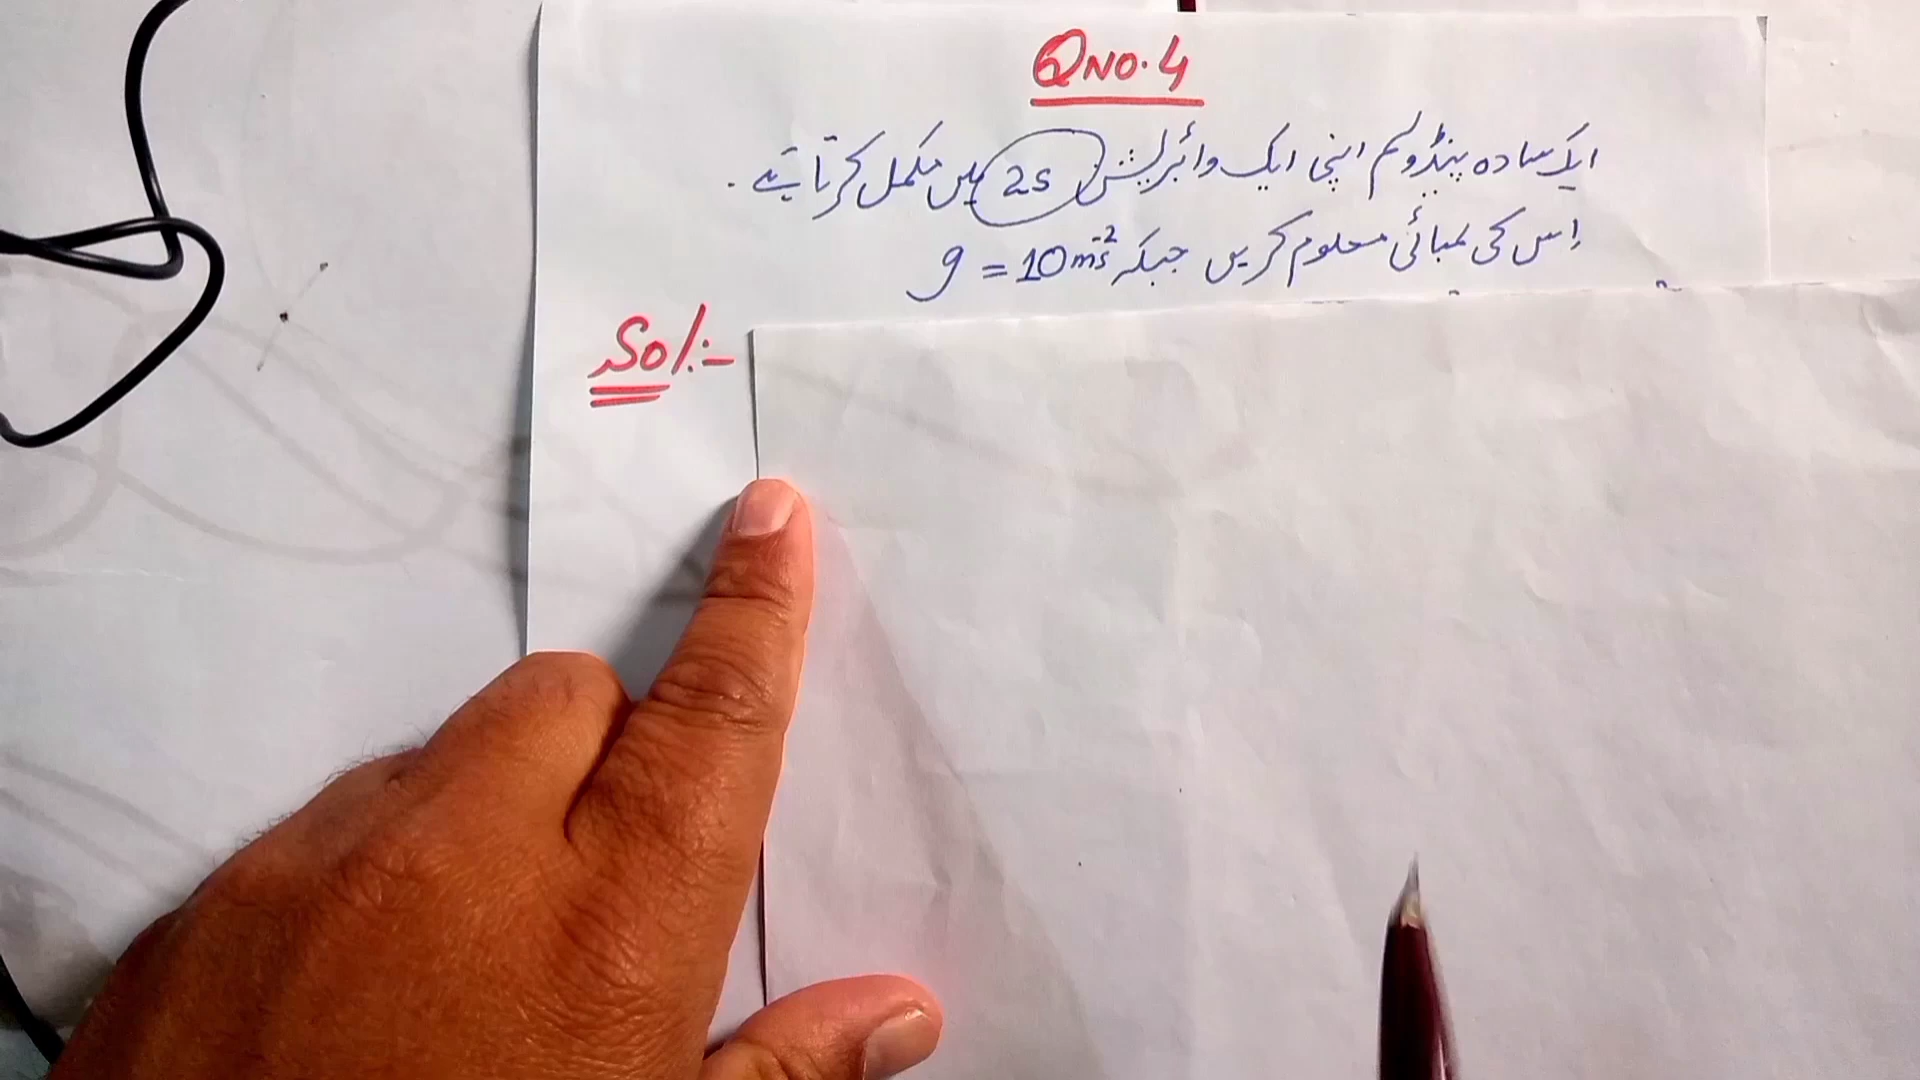 Q NO. 4
ایک سادہ پینڈولم اپنی ایک وائبریشن 2s میں مکمل کرتا ہے ۔
اِس کی لمبائی معلوم کریں جبکہ g = 10ms⁻²
Sol:-